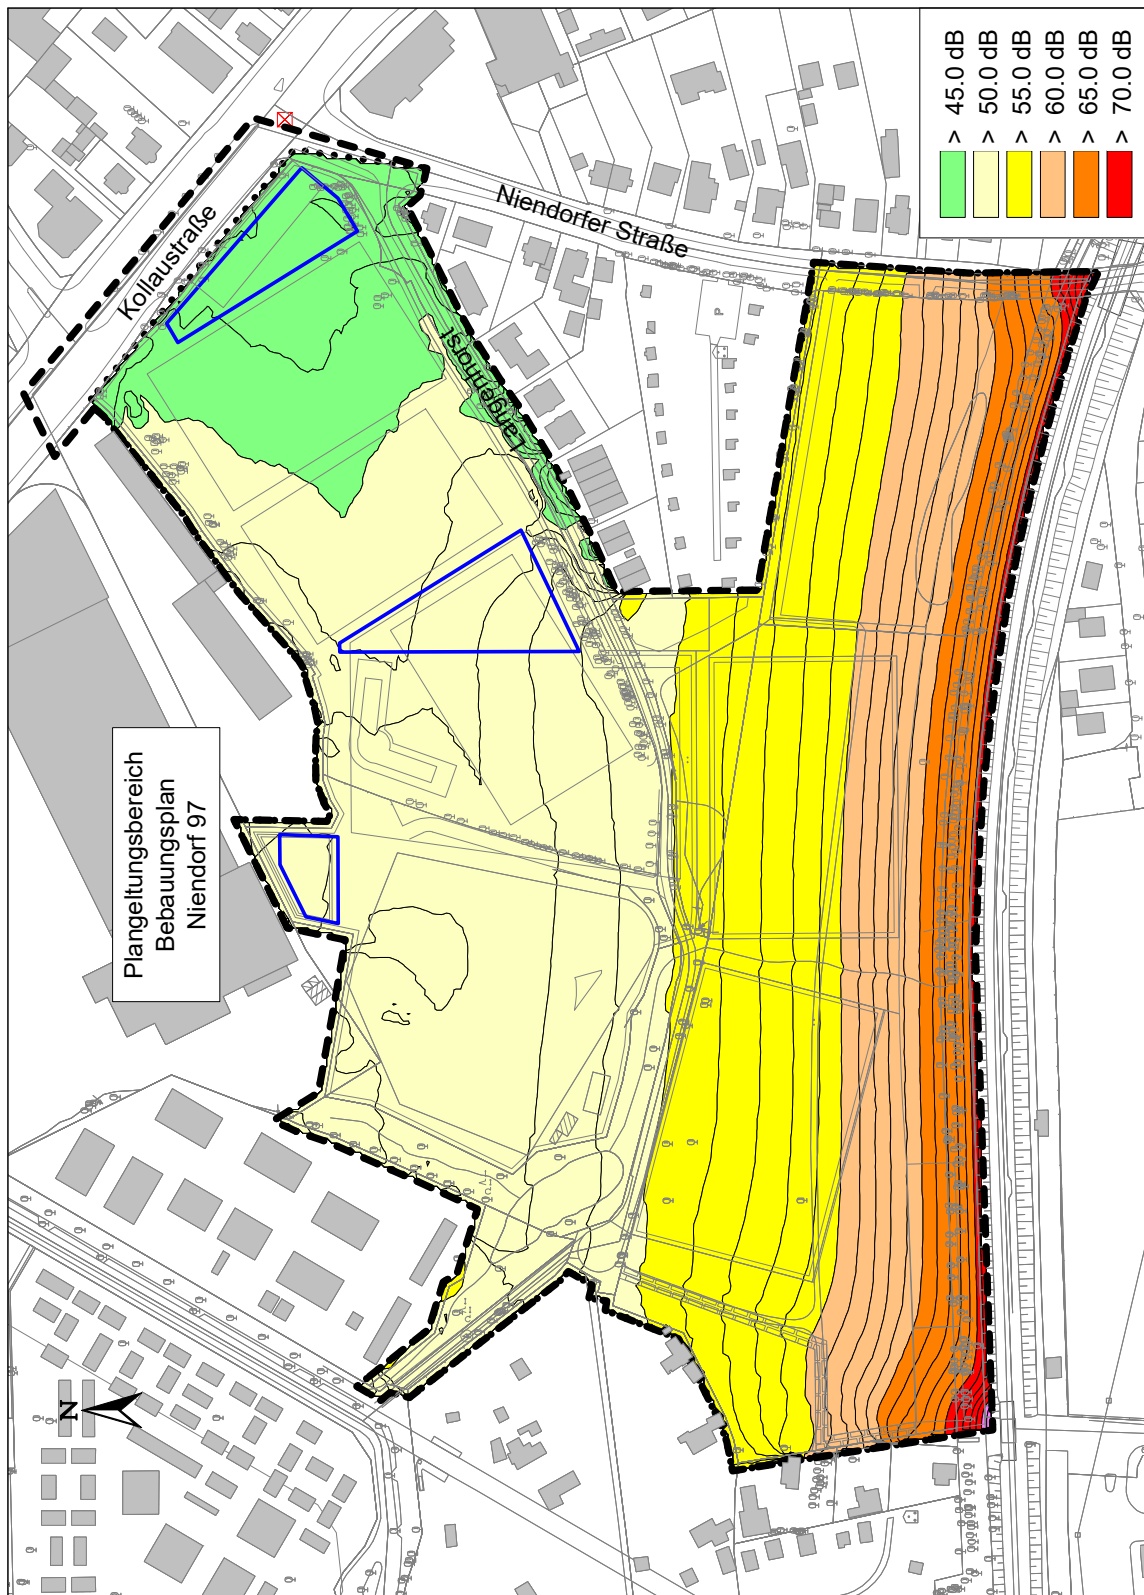 Plangeltungsbereich
Bebauungsplan
Niendorf 97
Kollaustraße
Niendorfer Straße
Langenhorst
P
N
> 45.0 dB
> 50.0 dB
> 55.0 dB
> 60.0 dB
> 65.0 dB
> 70.0 dB